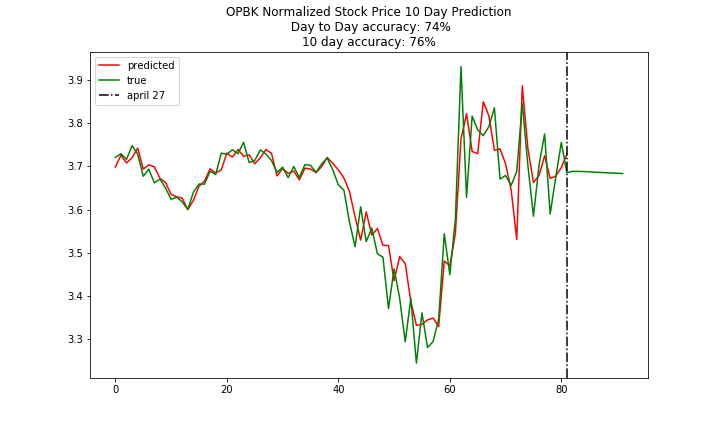 OPBK Normalized Stock Price 10 Day Prediction
Day to Day accuracy: 74%
10 day accuracy: 76%
predicted
true
april 27
3.9
3.8
3.7
3.6
3.5
3.4
3.3
0 20 40 60 80